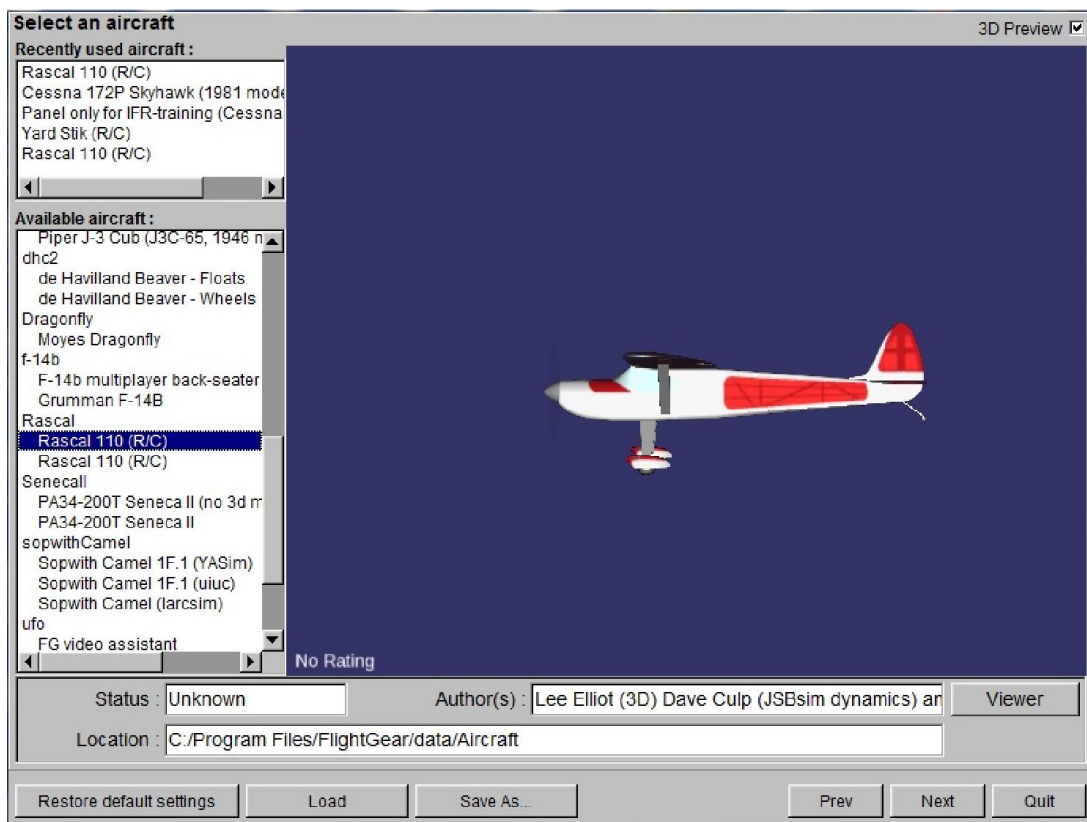 Select an aircraft
3D Preview
Recently used aircraft :
Rascal 110 (R/C)
Cessna 172P Skyhawk (1981 mode
Panel only for IFR-training (Cessna
Yard Stik (R/C)
Rascal 110 (R/C)
Available aircraft :
Piper J-3 Cub (J3C-65, 1946 m
dhc2
de Havilland Beaver - Floats
de Havilland Beaver - Wheels
Dragonfly
Moyes Dragonfly
f-14b
F-14b multiplayer back-seater
Grumman F-14B
Rascal
Rascal 110 (R/C)
Rascal 110 (R/C)
SenecaII
PA34-200T Seneca II (no 3d m
PA34-200T Seneca II
sopwithCamel
Sopwith Camel 1F.1 (YASim)
Sopwith Camel 1F.1 (uiuc)
Sopwith Camel (larcsim)
ufo
FG video assistant
No Rating
Status : Unknown
Author(s) : Lee Elliot (3D) Dave Culp (JSBsim dynamics) an
Viewer
Location : C:/Program Files/FlightGear/data/Aircraft
Restore default settings
Load
Save As...
Prev
Next
Quit